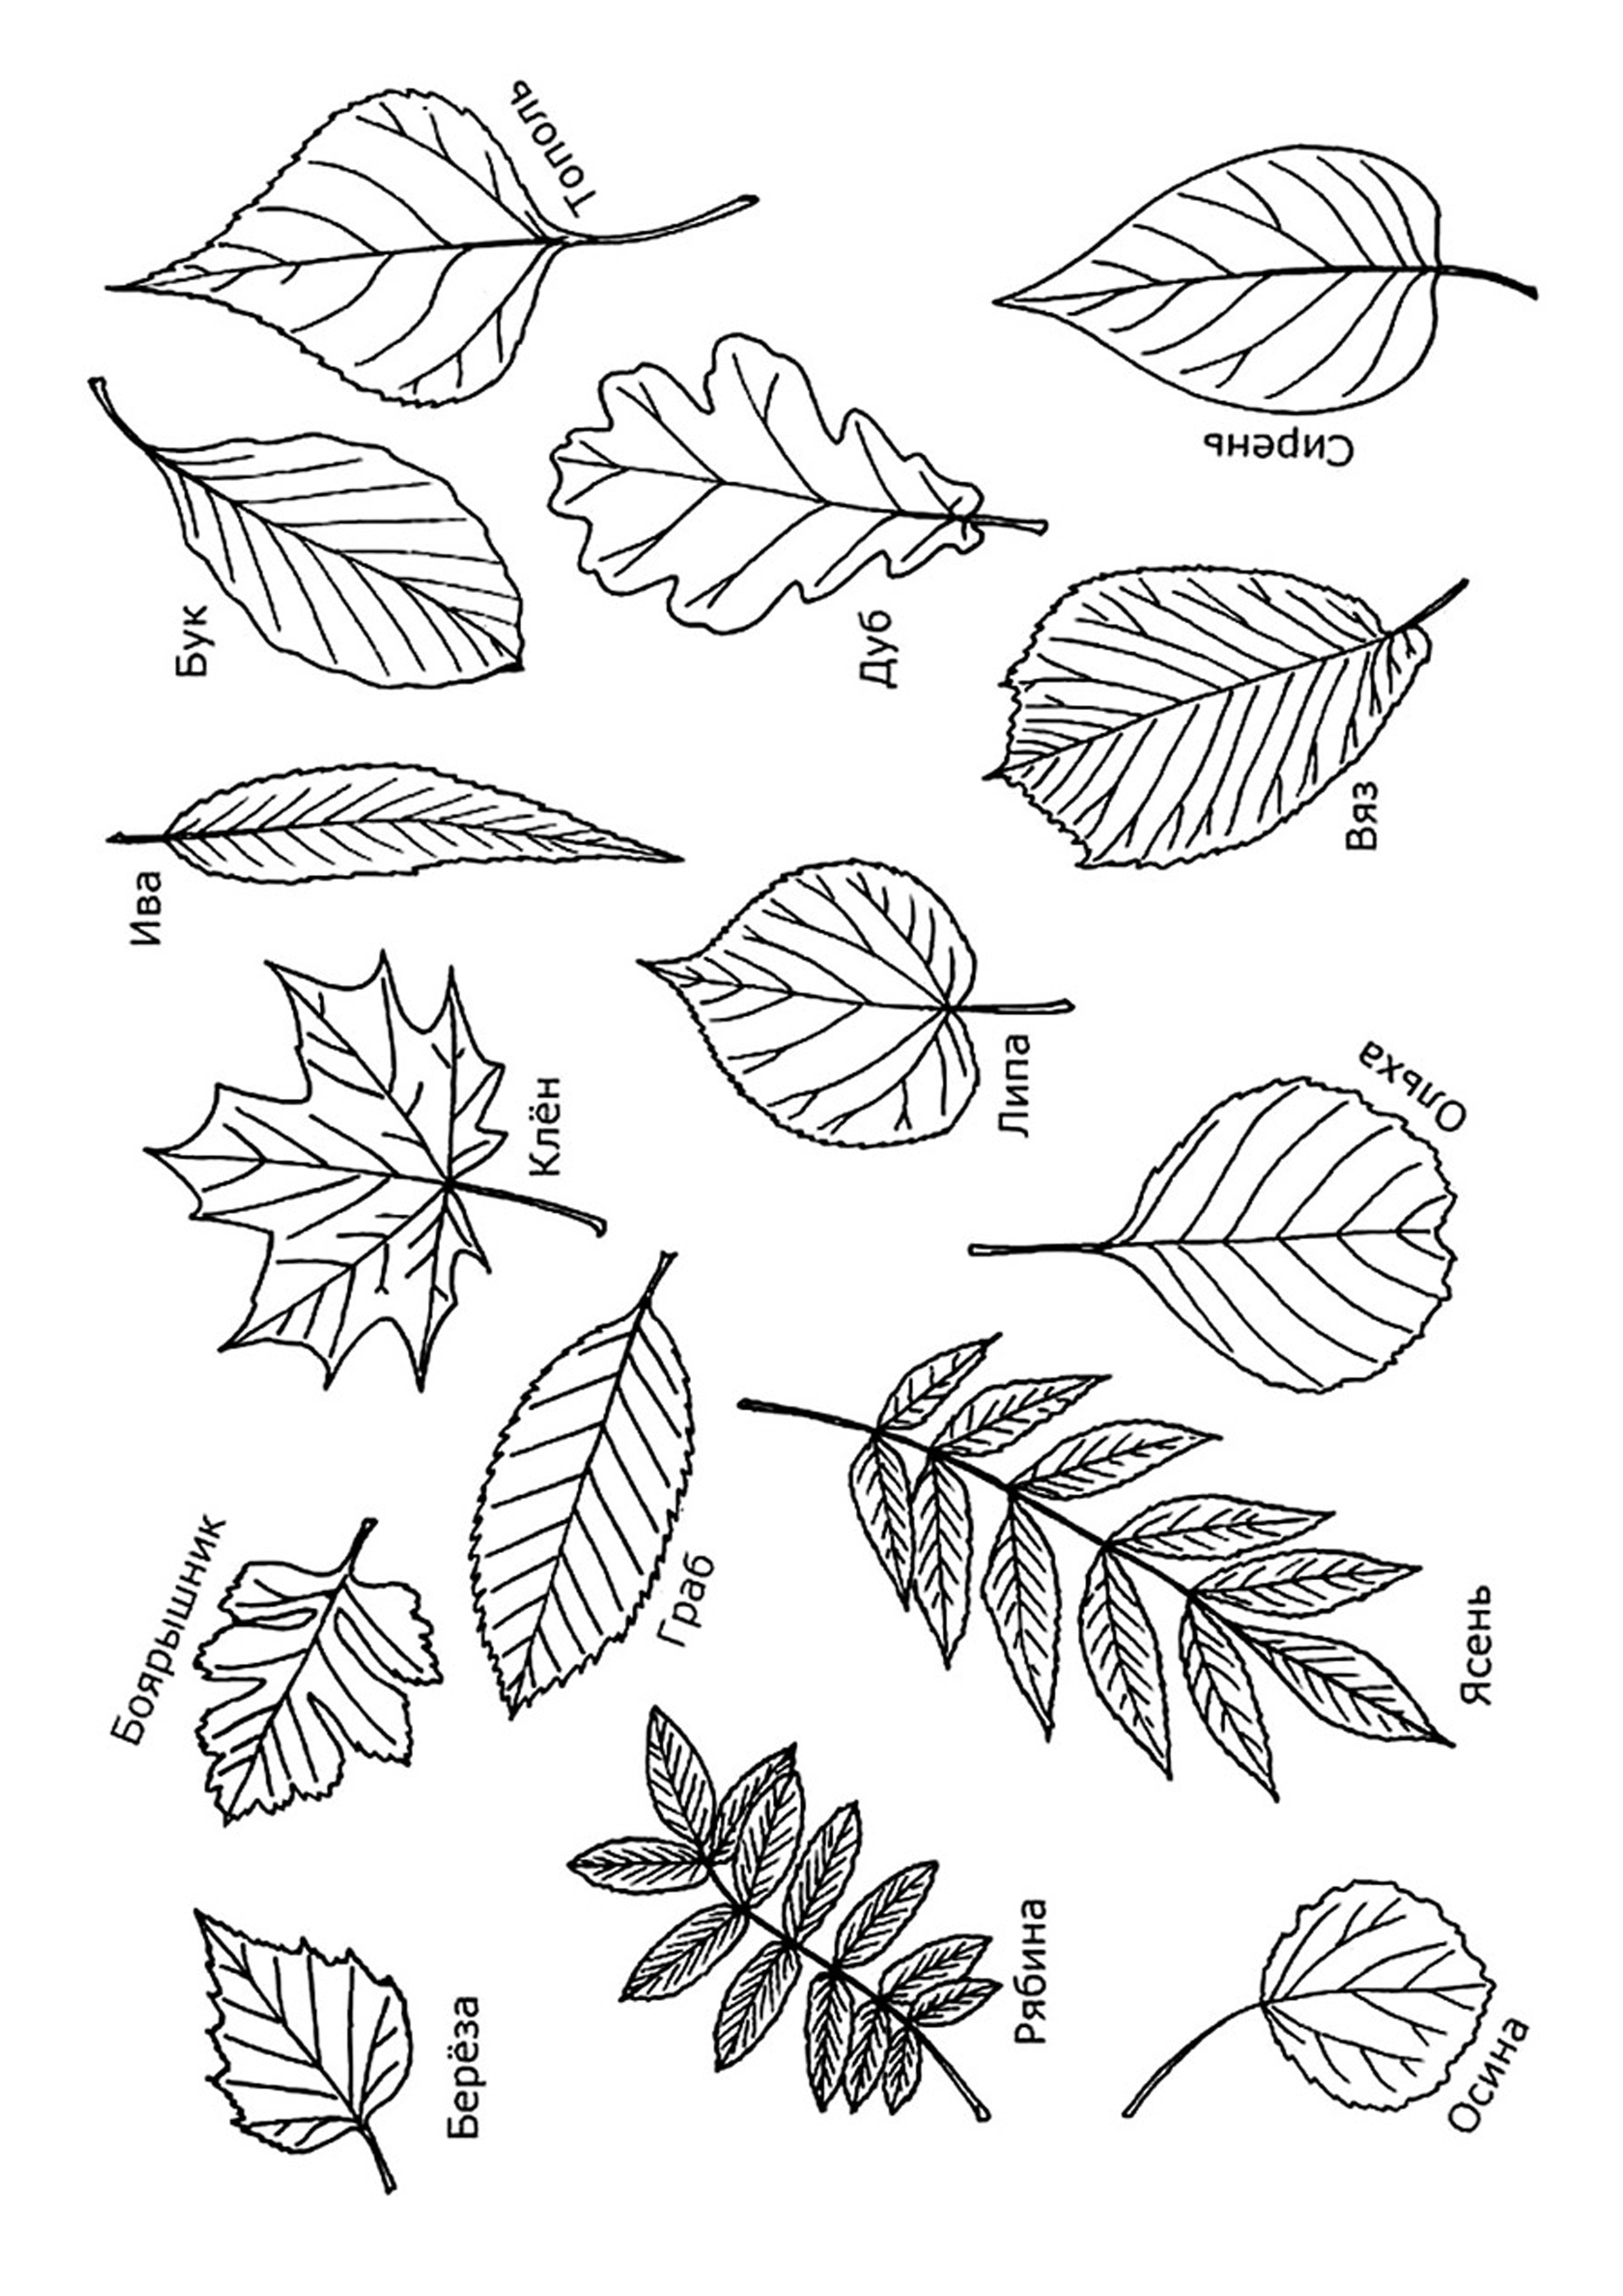 Тополь
Сирень
Бук
Дуб
Вяз
Ива
Липа
Клён
Ольха
Боярышник
Граб
Ясень
Рябина
Берёза
Осина